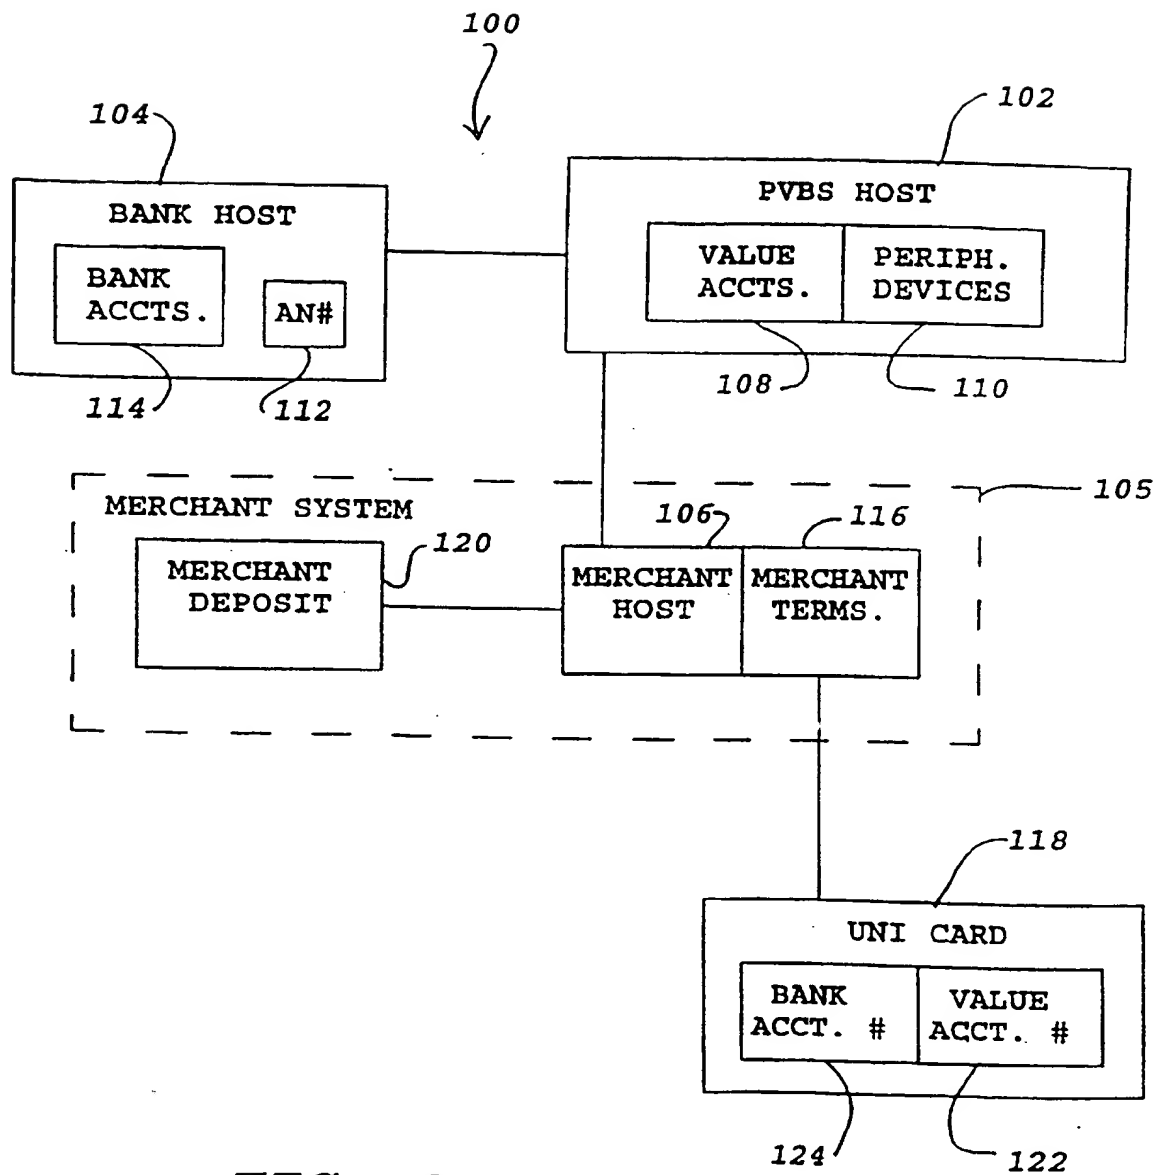 100
104
102
BANK HOST
PVBS HOST
BANK
ACCTS.
AN#
VALUE
ACCTS.
PERIPH.
DEVICES
114
112
108
110
105
MERCHANT SYSTEM
106
116
120
MERCHANT
DEPOSIT
MERCHANT
HOST
MERCHANT
TERMS.
118
UNI CARD
BANK
ACCT. #
VALUE
ACCT. #
124
122